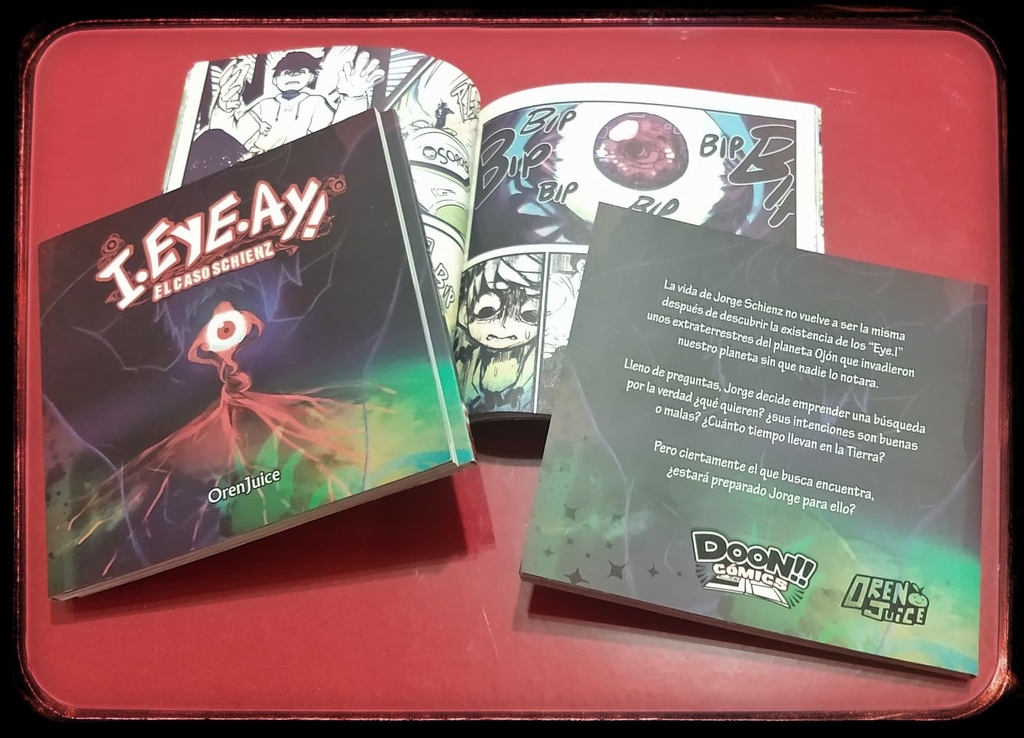 I.EYE.AY!
EL CASO SCHIENZ
OrenJuice
BIP
BIP
BIP
BIP
BIP
BIP
La vida de Jorge Schienz no vuelve a ser la misma
después de descubrir la existencia de los “Eye.I”
unos extraterrestres del planeta Ojón que invadieron
nuestro planeta sin que nadie lo notara.
Lleno de preguntas, Jorge decide emprender una búsqueda
por la verdad ¿qué quieren? ¿sus intenciones son buenas
o malas? ¿Cuánto tiempo llevan en la Tierra?
Pero ciertamente el que busca encuentra,
¿estará preparado Jorge para ello?
DOON!!
CÓMICS
OREN
JUICE